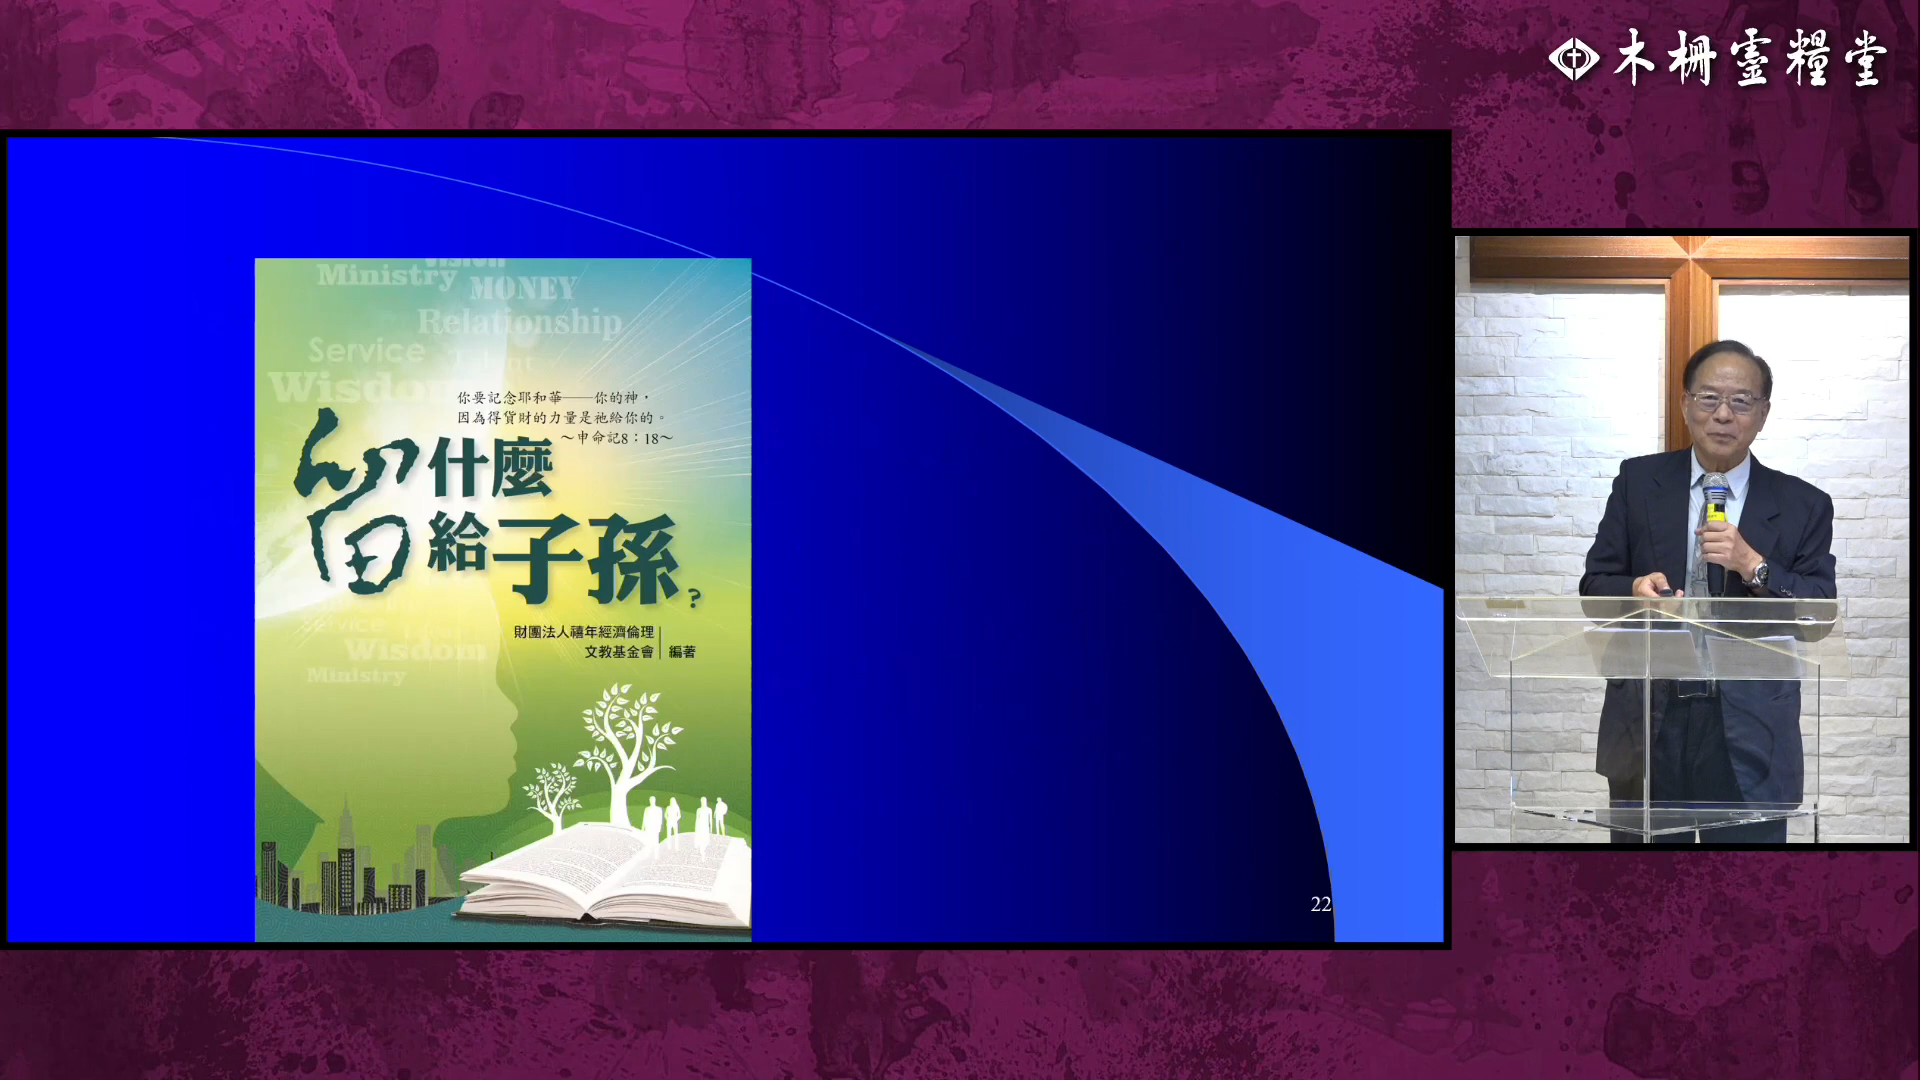 木柵靈糧堂
Vision
Ministry
MONEY
Relationship
Service
Talent
Wisdom
你要記念耶和華──你的神，
因為得貨財的力量是祂給你的。
～申命記8：18～
留什麼
給子孫?
財團法人禧年經濟倫理
文教基金會 編著
Service
Wisdom
Ministry
22